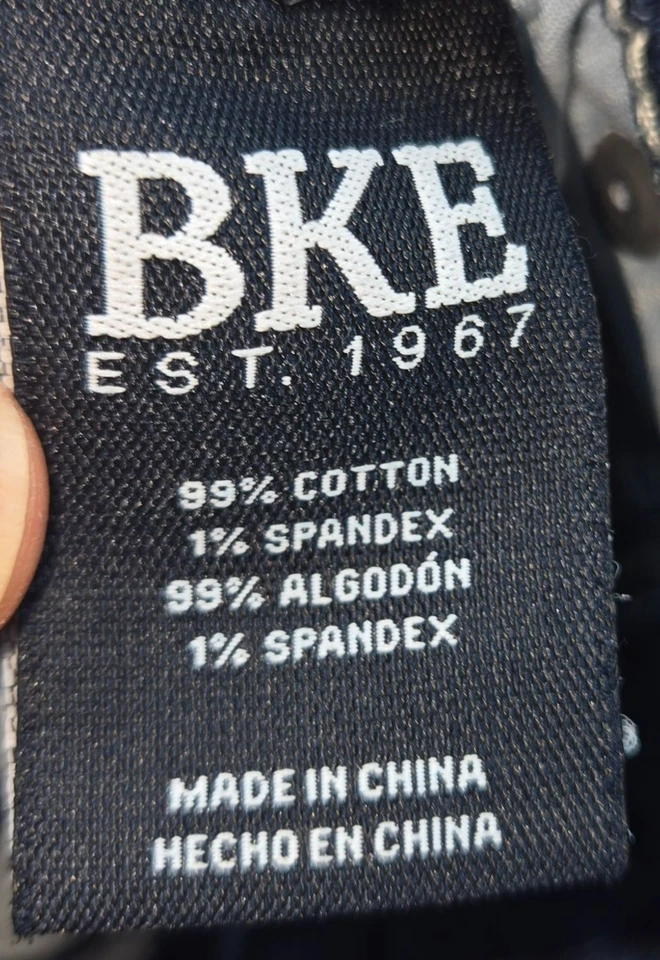 BKE
EST. 1967
99% COTTON
1% SPANDEX
99% ALGODÓN
1% SPANDEX
MADE IN CHINA
HECHO EN CHINA